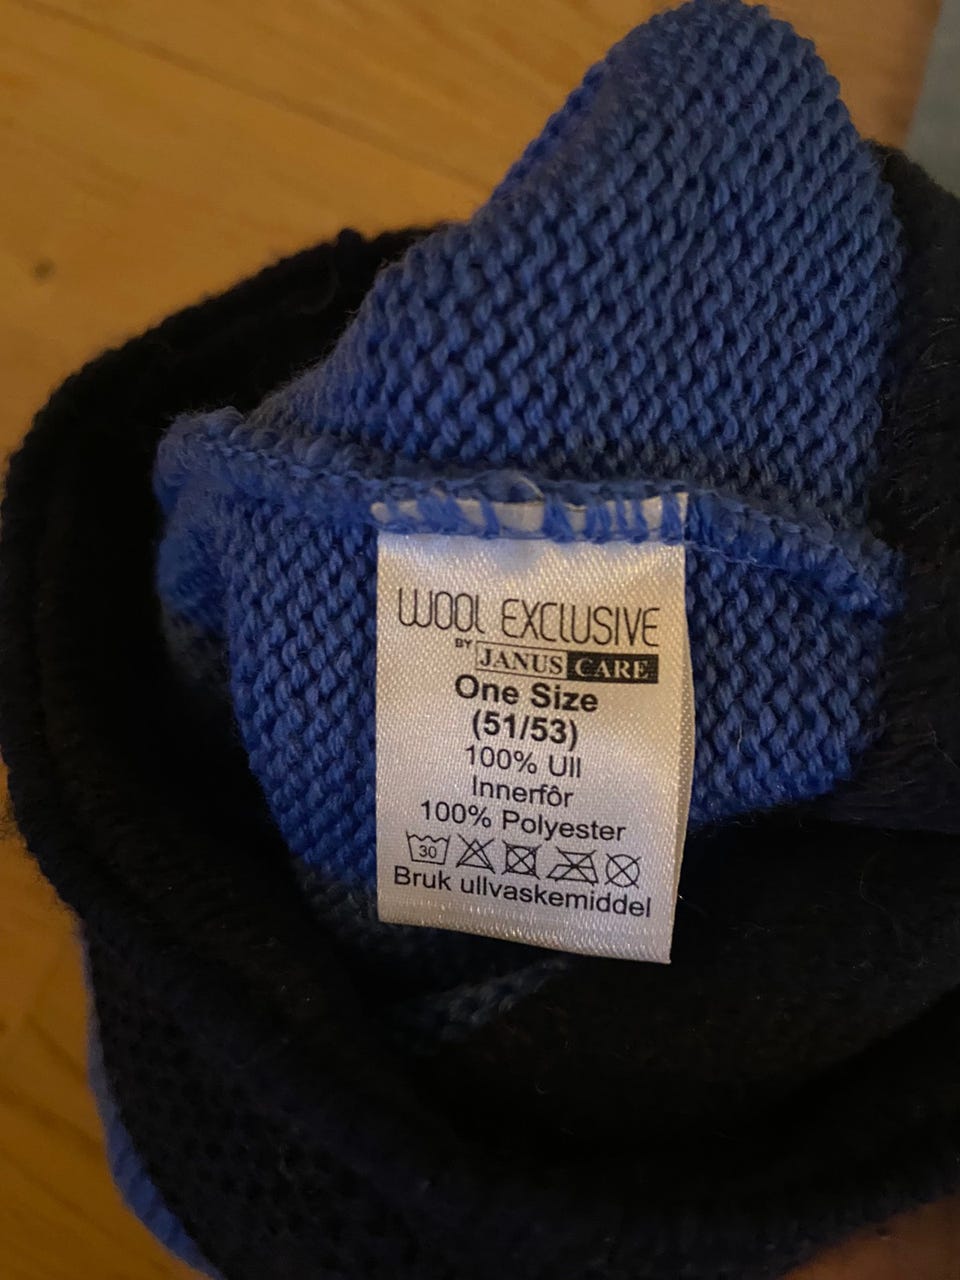 WOOL EXCLUSIVE
BY JANUS CARE
One Size
(51/53)
100% Ull
Innerfôr
100% Polyester
30
Bruk ullvaskemiddel